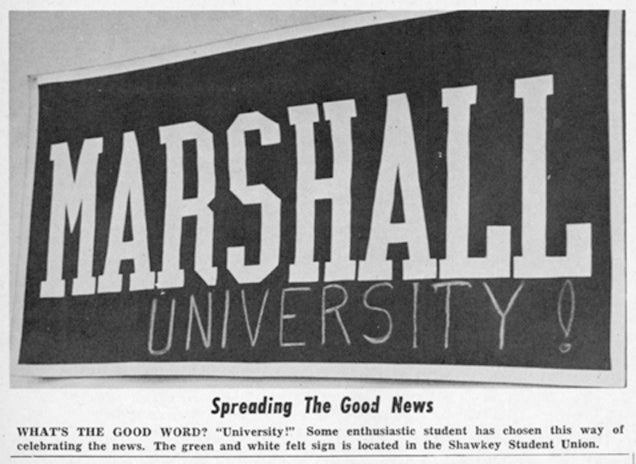 MARSHALL
UNIVERSITY !
Spreading The Good News
WHAT'S THE GOOD WORD? "University!" Some enthusiastic student has chosen this way of
celebrating the news. The green and white felt sign is located in the Shawkey Student Union.